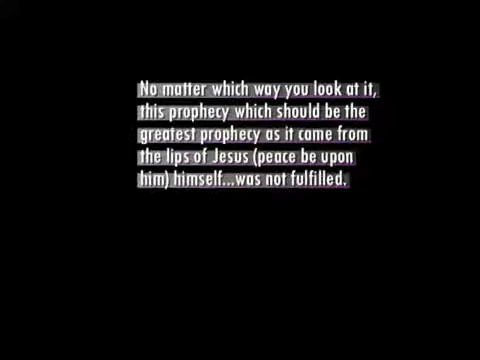 No matter which way you look at it,
this prophecy which should be the
greatest prophecy as it came from
the lips of Jesus (peace be upon
him) himself...was not fulfilled.